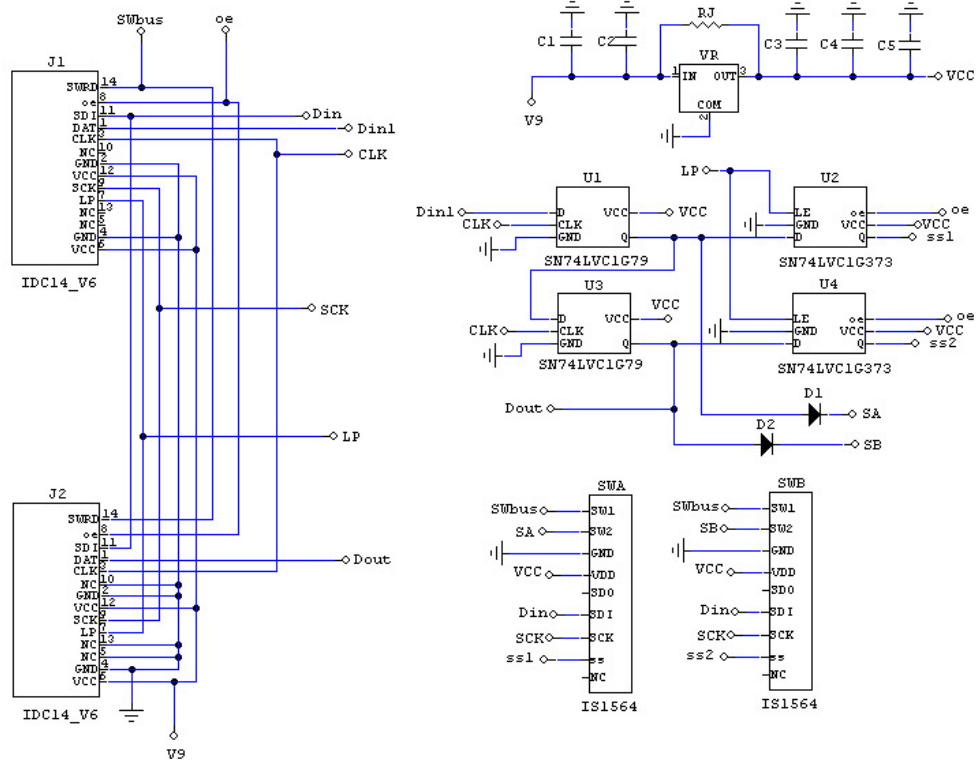 SWbus oe
J1
SWRD 14
oe 8
SDI 11 Din
DAT 1 Din1
CLK 3
NC 10 CLK
GND 2
VCC 12
SCK 9
LP 7
NC 13
NC 5
GND 4
VCC 6
IDC14_V6
SCK
LP
J2
SWRD 14
oe 8
SDI 11
DAT 1 Dout
CLK 3
NC 10
GND 2
VCC 12
SCK 9
LP 7
NC 13
NC 5
GND 4
VCC 6
IDC14_V6
V9
RJ
C1 C2 VR C3 C4 C5
1 IN OUT 3 VCC
COM
2
V9
LP
U1 U2
Din1 D VCC VCC LE oe oe
CLK CLK GND VCC VCC
GND Q D Q ss1
SN74LVC1G79 SN74LVC1G373
U3 U4
VCC
D VCC LE oe oe
CLK CLK GND VCC VCC
GND Q D Q ss2
SN74LVC1G79 SN74LVC1G373
D1
Dout SA
D2
SB
SWA SWB
SWbus SW1 SWbus SW1
SA SW2 SB SW2
GND GND
VCC VDD VCC VDD
SDO SDO
Din SDI Din SDI
SCK SCK SCK SCK
ss1 ss ss2 ss
NC NC
IS1564 IS1564